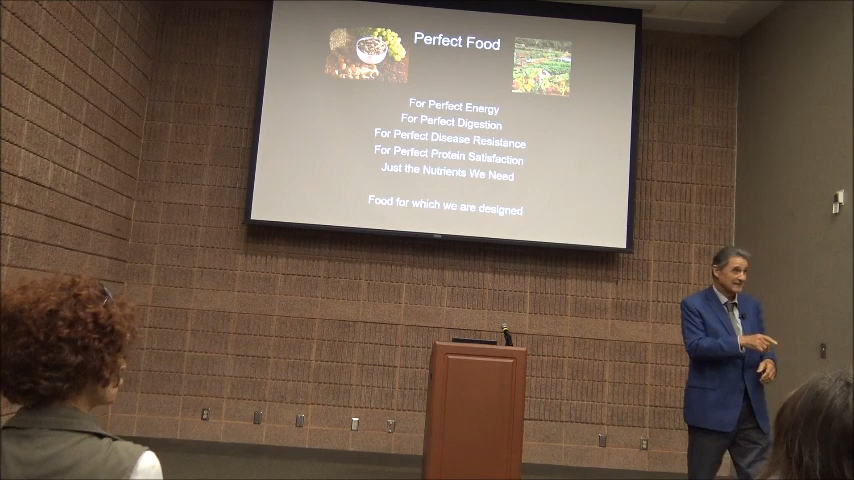 Perfect Food
For Perfect Energy
For Perfect Digestion
For Perfect Disease Resistance
For Perfect Protein Satisfaction
Just the Nutrients We Need
Food for which we are designed